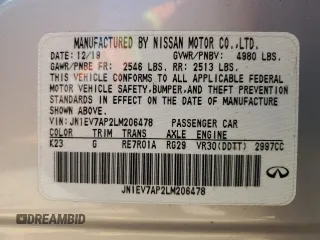 MANUFACTURED BY NISSAN MOTOR CO.,LTD.
DATE: 12/19 GVWR/PNBV: 4980 LBS.
GAWR/PNBE FR: 2546 LBS. RR: 2513 LBS.
THIS VEHICLE CONFORMS TO ALL APPLICABLE FEDERAL
MOTOR VEHICLE SAFETY,BUMPER,AND THEFT PREVENTION
STANDARDS IN EFFECT ON THE DATE OF MANUFACTURE
SHOWN ABOVE.
VIN: JN1EV7AP2LM206478 PASSENGER CAR
COLOR TRIM TRANS AXLE ENGINE
K23 G RE7R01A RG29 VR30(DDTT) 2997CC
JN1EV7AP2LM206478
INFINITI
DREAMBID